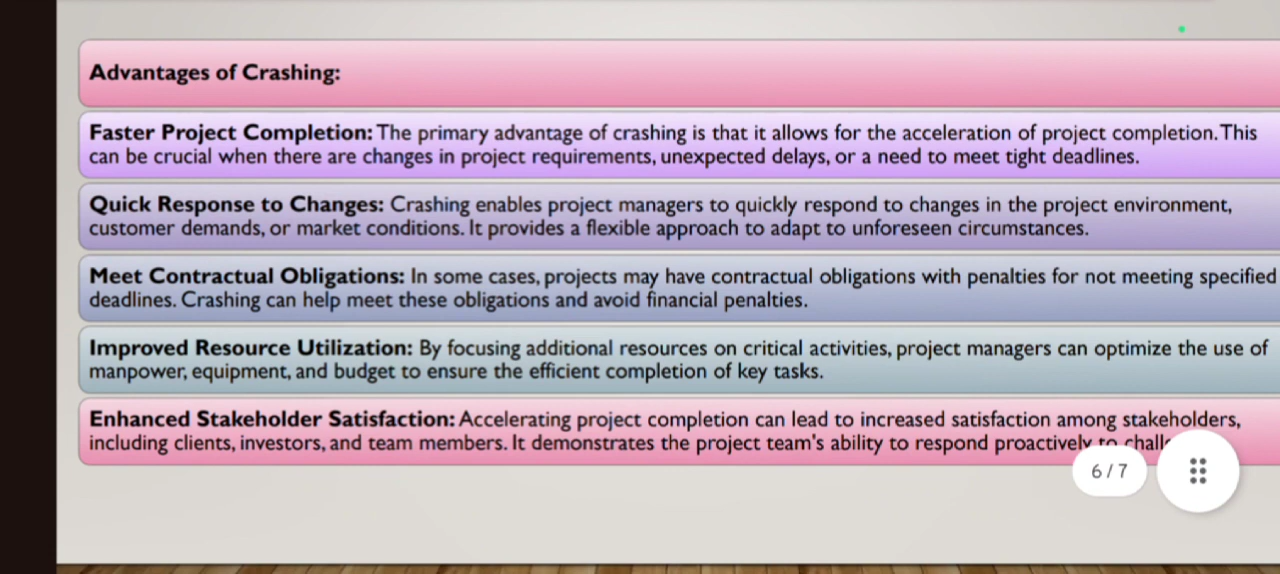 Advantages of Crashing:
Faster Project Completion: The primary advantage of crashing is that it allows for the acceleration of project completion. This
can be crucial when there are changes in project requirements, unexpected delays, or a need to meet tight deadlines.
Quick Response to Changes: Crashing enables project managers to quickly respond to changes in the project environment,
customer demands, or market conditions. It provides a flexible approach to adapt to unforeseen circumstances.
Meet Contractual Obligations: In some cases, projects may have contractual obligations with penalties for not meeting specified
deadlines. Crashing can help meet these obligations and avoid financial penalties.
Improved Resource Utilization: By focusing additional resources on critical activities, project managers can optimize the use of
manpower, equipment, and budget to ensure the efficient completion of key tasks.
Enhanced Stakeholder Satisfaction: Accelerating project completion can lead to increased satisfaction among stakeholders,
including clients, investors, and team members. It demonstrates the project team's ability to respond proactively to
6 / 7